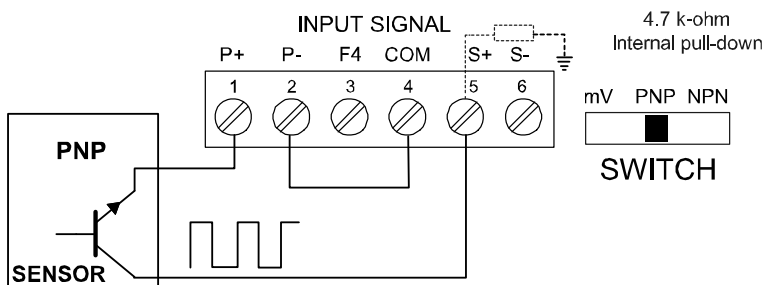 INPUT SIGNAL
4.7 k-ohm
Internal pull-down
P+ P- F4 COM S+ S-
1 2 3 4 5 6
mV PNP NPN
SWITCH
PNP
SENSOR